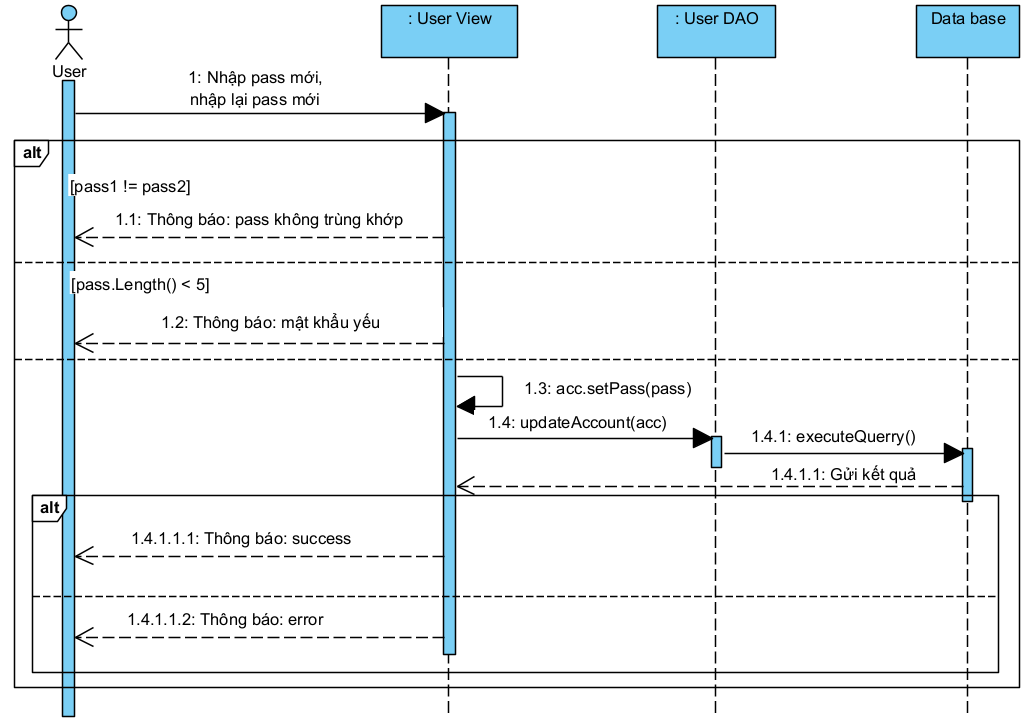 : User View
: User DAO
Data base
User
1: Nhập pass mới,
nhập lại pass mới
alt
[pass1 != pass2]
1.1: Thông báo: pass không trùng khớp
[pass.Length() < 5]
1.2: Thông báo: mật khẩu yếu
1.3: acc.setPass(pass)
1.4: updateAccount(acc)
1.4.1: executeQuerry()
1.4.1.1: Gửi kết quả
alt
1.4.1.1.1: Thông báo: success
1.4.1.1.2: Thông báo: error